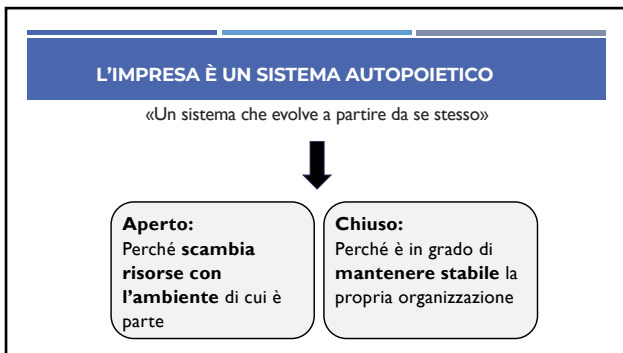 L'IMPRESA È UN SISTEMA AUTOPOIETICO
«Un sistema che evolve a partire da se stesso»
Aperto:
Perché scambia
risorse con
l'ambiente di cui è
parte
Chiuso:
Perché è in grado di
mantenere stabile la
propria organizzazione